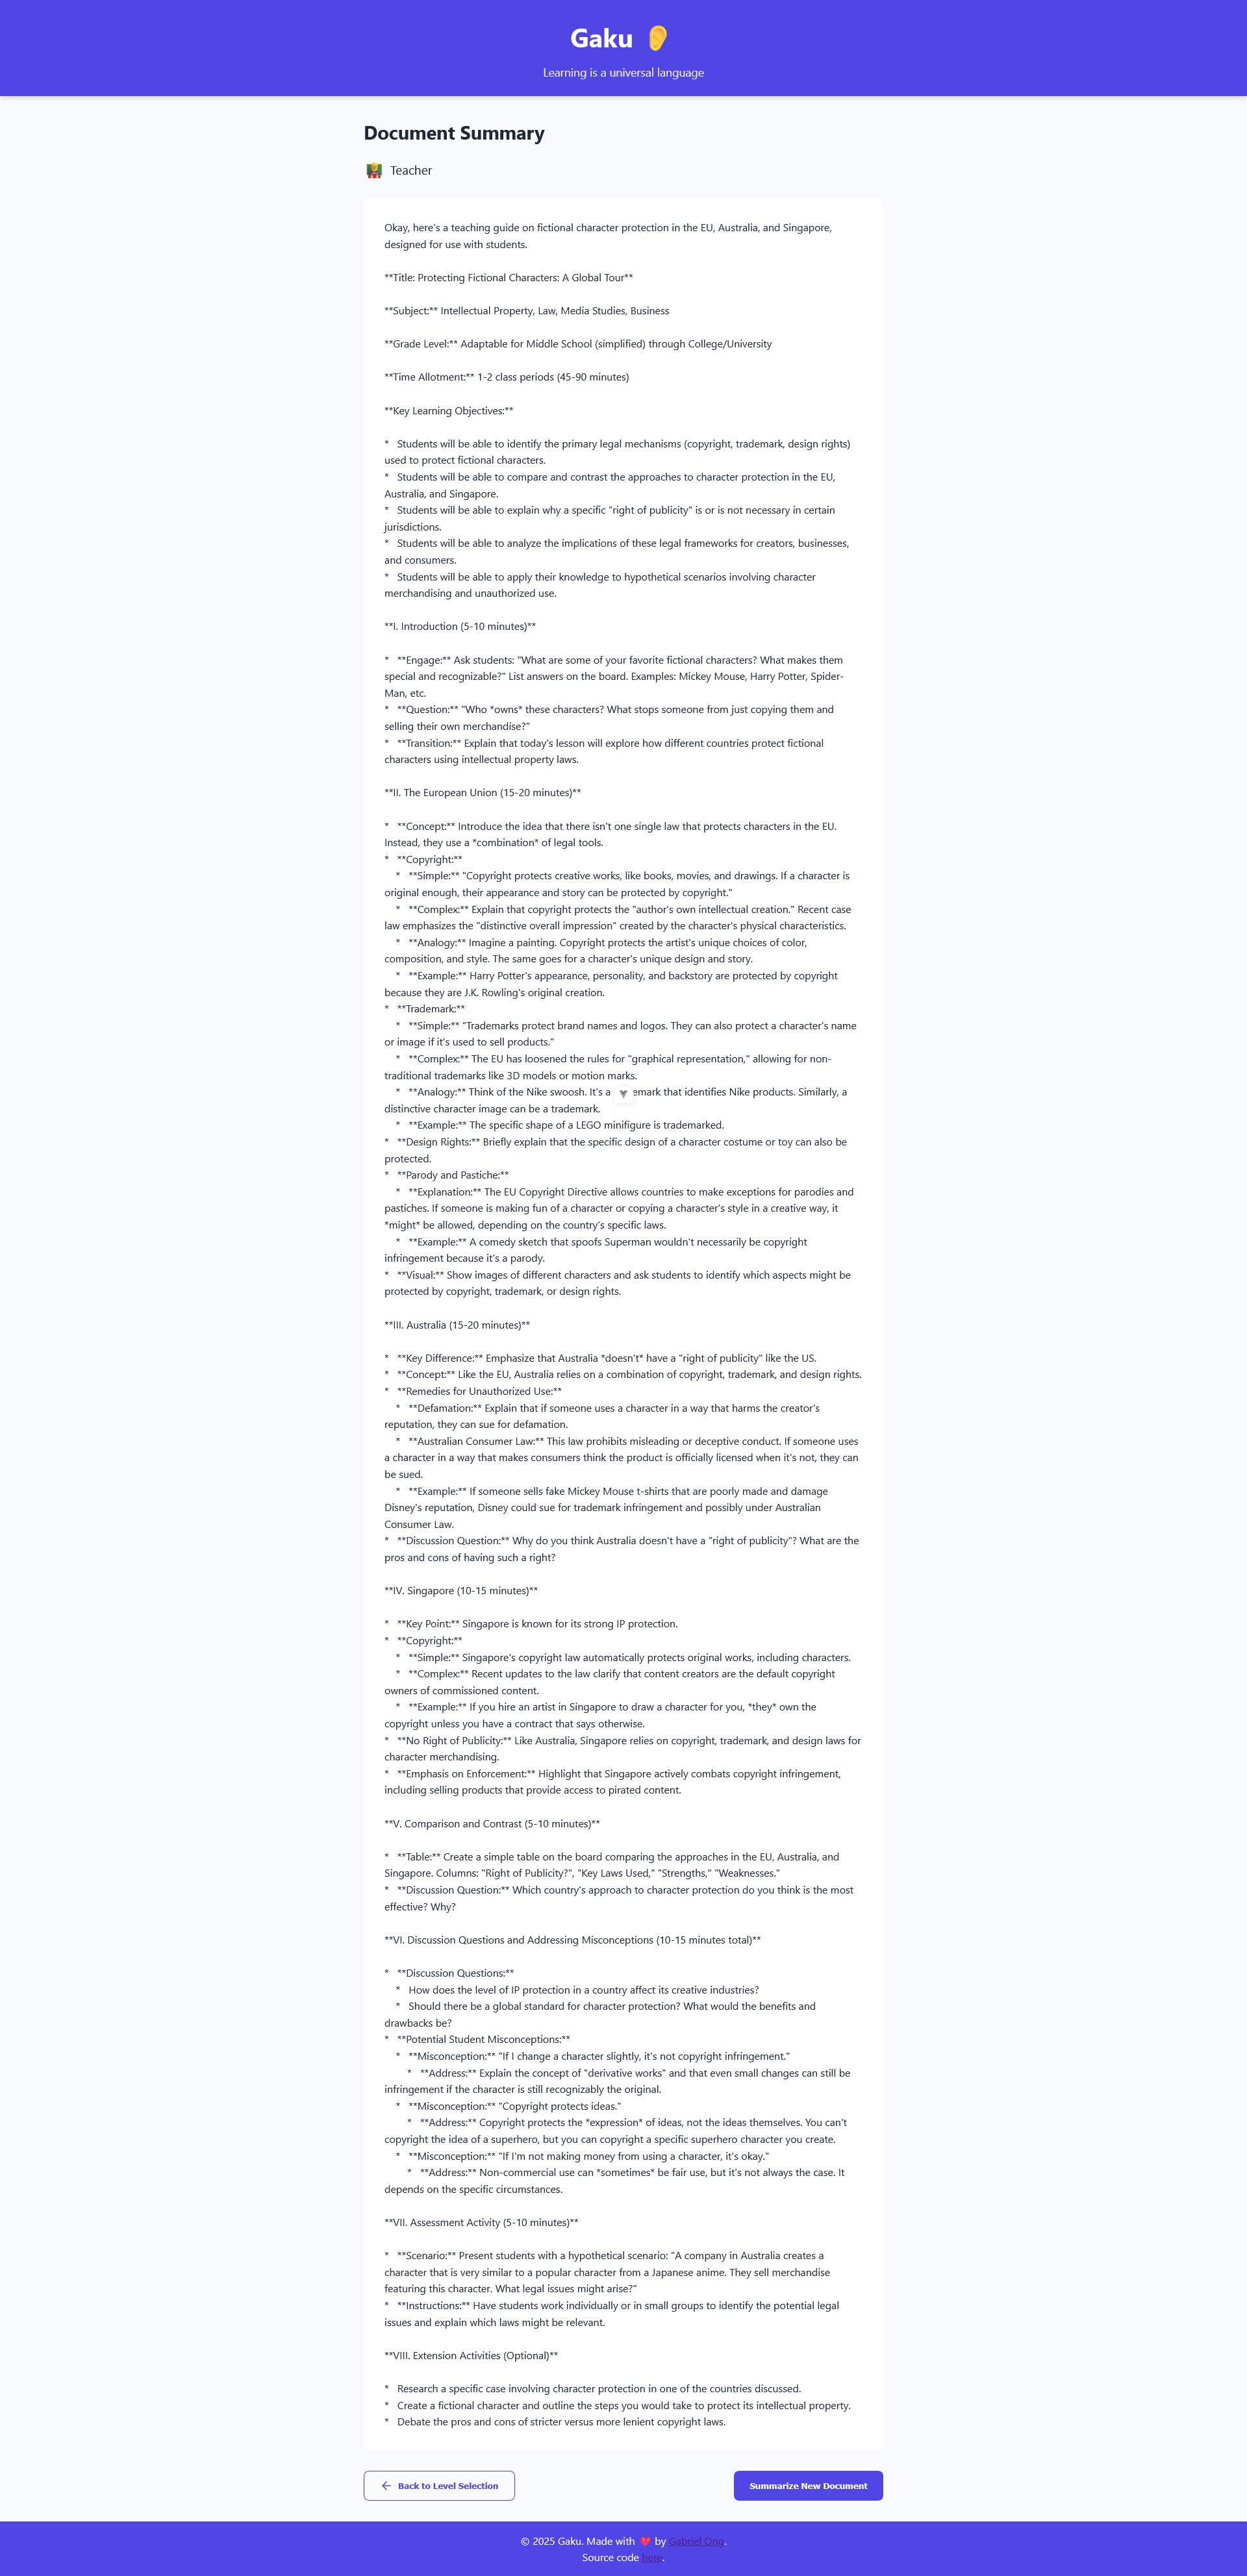 Gaku 👂
Learning is a universal language
Document Summary
Teacher
Okay, here's a teaching guide on fictional character protection in the EU, Australia, and Singapore,
designed for use with students.
**Title: Protecting Fictional Characters: A Global Tour**
**Subject:** Intellectual Property, Law, Media Studies, Business
**Grade Level:** Adaptable for Middle School (simplified) through College/University
**Time Allotment:** 1-2 class periods (45-90 minutes)
**Key Learning Objectives:**
*   Students will be able to identify the primary legal mechanisms (copyright, trademark, design rights)
used to protect fictional characters.
*   Students will be able to compare and contrast the approaches to character protection in the EU,
Australia, and Singapore.
*   Students will be able to explain why a specific "right of publicity" is or is not necessary in certain
jurisdictions.
*   Students will be able to analyze the implications of these legal frameworks for creators, businesses,
and consumers.
*   Students will be able to apply their knowledge to hypothetical scenarios involving character
merchandising and unauthorized use.
**I. Introduction (5-10 minutes)**
*   **Engage:** Ask students: "What are some of your favorite fictional characters? What makes them
special and recognizable?" List answers on the board. Examples: Mickey Mouse, Harry Potter, Spider-
Man, etc.
*   **Question:** "Who *owns* these characters? What stops someone from just copying them and
selling their own merchandise?"
*   **Transition:** Explain that today's lesson will explore how different countries protect fictional
characters using intellectual property laws.
**II. The European Union (15-20 minutes)**
*   **Concept:** Introduce the idea that there isn't one single law that protects characters in the EU.
Instead, they use a *combination* of legal tools.
*   **Copyright:**
*   **Simple:** "Copyright protects creative works, like books, movies, and drawings. If a character is
original enough, their appearance and story can be protected by copyright."
*   **Complex:** Explain that copyright protects the "author's own intellectual creation." Recent case
law emphasizes the "distinctive overall impression" created by the character's physical characteristics.
*   **Analogy:** Imagine a painting. Copyright protects the artist's unique choices of color,
composition, and style. The same goes for a character's unique design and story.
*   **Example:** Harry Potter's appearance, personality, and backstory are protected by copyright
because they are J.K. Rowling's original creation.
*   **Trademark:**
*   **Simple:** "Trademarks protect brand names and logos. They can also protect a character's name
or image if it's used to sell products."
*   **Complex:** The EU has loosened the rules for "graphical representation," allowing for non-
traditional trademarks like 3D models or motion marks.
*   **Analogy:** Think of the Nike swoosh. It's a emark that identifies Nike products. Similarly, a
distinctive character image can be a trademark.
*   **Example:** The specific shape of a LEGO minifigure is trademarked.
*   **Design Rights:** Briefly explain that the specific design of a character costume or toy can also be
protected.
*   **Parody and Pastiche:**
*   **Explanation:** The EU Copyright Directive allows countries to make exceptions for parodies and
pastiches. If someone is making fun of a character or copying a character's style in a creative way, it
*might* be allowed, depending on the country's specific laws.
*   **Example:** A comedy sketch that spoofs Superman wouldn't necessarily be copyright
infringement because it's a parody.
*   **Visual:** Show images of different characters and ask students to identify which aspects might be
protected by copyright, trademark, or design rights.
**III. Australia (15-20 minutes)**
*   **Key Difference:** Emphasize that Australia *doesn't* have a "right of publicity" like the US.
*   **Concept:** Like the EU, Australia relies on a combination of copyright, trademark, and design rights.
*   **Remedies for Unauthorized Use:**
*   **Defamation:** Explain that if someone uses a character in a way that harms the creator's
reputation, they can sue for defamation.
*   **Australian Consumer Law:** This law prohibits misleading or deceptive conduct. If someone uses
a character in a way that makes consumers think the product is officially licensed when it's not, they can
be sued.
*   **Example:** If someone sells fake Mickey Mouse t-shirts that are poorly made and damage
Disney's reputation, Disney could sue for trademark infringement and possibly under Australian
Consumer Law.
*   **Discussion Question:** Why do you think Australia doesn't have a "right of publicity"? What are the
pros and cons of having such a right?
**IV. Singapore (10-15 minutes)**
*   **Key Point:** Singapore is known for its strong IP protection.
*   **Copyright:**
*   **Simple:** Singapore's copyright law automatically protects original works, including characters.
*   **Complex:** Recent updates to the law clarify that content creators are the default copyright
owners of commissioned content.
*   **Example:** If you hire an artist in Singapore to draw a character for you, *they* own the
copyright unless you have a contract that says otherwise.
*   **No Right of Publicity:** Like Australia, Singapore relies on copyright, trademark, and design laws for
character merchandising.
*   **Emphasis on Enforcement:** Highlight that Singapore actively combats copyright infringement,
including selling products that provide access to pirated content.
**V. Comparison and Contrast (5-10 minutes)**
*   **Table:** Create a simple table on the board comparing the approaches in the EU, Australia, and
Singapore. Columns: "Right of Publicity?", "Key Laws Used," "Strengths," "Weaknesses."
*   **Discussion Question:** Which country's approach to character protection do you think is the most
effective? Why?
**VI. Discussion Questions and Addressing Misconceptions (10-15 minutes total)**
*   **Discussion Questions:**
*   How does the level of IP protection in a country affect its creative industries?
*   Should there be a global standard for character protection? What would the benefits and
drawbacks be?
*   **Potential Student Misconceptions:**
*   **Misconception:** "If I change a character slightly, it's not copyright infringement."
*   **Address:** Explain the concept of "derivative works" and that even small changes can still be
infringement if the character is still recognizably the original.
*   **Misconception:** "Copyright protects ideas."
*   **Address:** Copyright protects the *expression* of ideas, not the ideas themselves. You can't
copyright the idea of a superhero, but you can copyright a specific superhero character you create.
*   **Misconception:** "If I'm not making money from using a character, it's okay."
*   **Address:** Non-commercial use can *sometimes* be fair use, but it's not always the case. It
depends on the specific circumstances.
**VII. Assessment Activity (5-10 minutes)**
*   **Scenario:** Present students with a hypothetical scenario: "A company in Australia creates a
character that is very similar to a popular character from a Japanese anime. They sell merchandise
featuring this character. What legal issues might arise?"
*   **Instructions:** Have students work individually or in small groups to identify the potential legal
issues and explain which laws might be relevant.
**VIII. Extension Activities (Optional)**
*   Research a specific case involving character protection in one of the countries discussed.
*   Create a fictional character and outline the steps you would take to protect its intellectual property.
*   Debate the pros and cons of stricter versus more lenient copyright laws.
← Back to Level Selection
Summarize New Document
© 2025 Gaku. Made with ❤️ by Gabriel Ong.
Source code here.